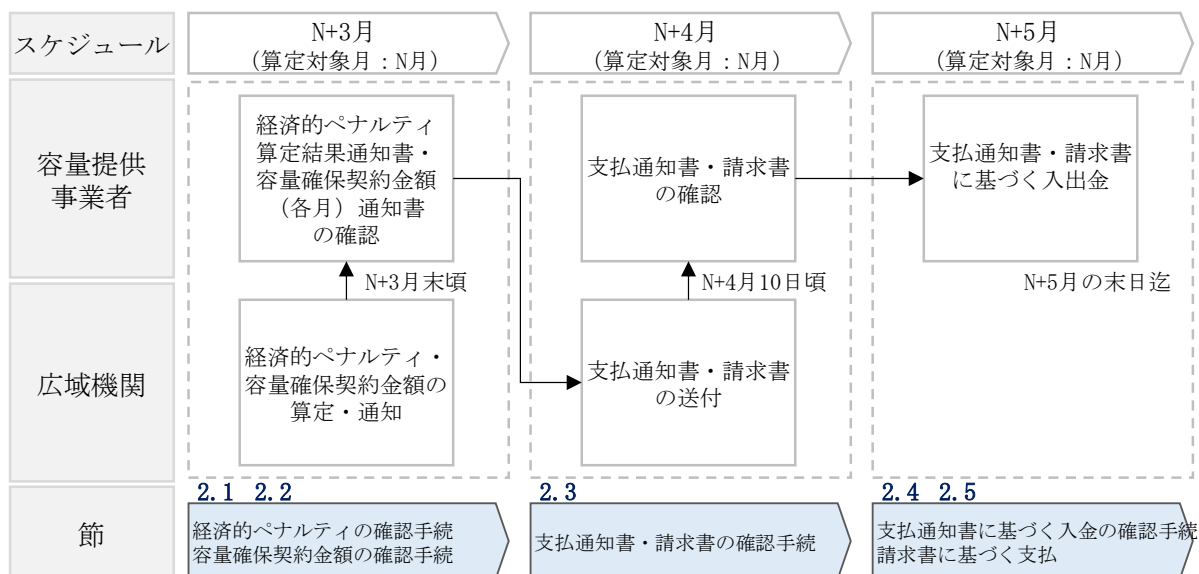 スケジュール
N+3月
（算定対象月：N月）
N+4月
（算定対象月：N月）
N+5月
（算定対象月：N月）
容量提供
事業者
経済的ペナルティ
算定結果通知書・
容量確保契約金額
（各月）通知書
の確認
支払通知書・請求書
の確認
支払通知書・請求書
に基づく入出金
N+3月末頃
N+4月10日頃
N+5月の末日迄
広域機関
経済的ペナルティ・
容量確保契約金額の
算定・通知
支払通知書・請求書
の送付
節
2.1 2.2
経済的ペナルティの確認手続
容量確保契約金額の確認手続
2.3
支払通知書・請求書の確認手続
2.4 2.5
支払通知書に基づく入金の確認手続
請求書に基づく支払